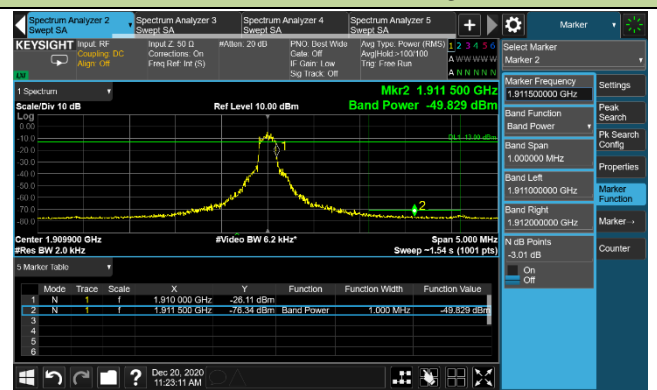 Spectrum Analyzer 2
Swept SA
Spectrum Analyzer 3
Swept SA
Spectrum Analyzer 4
Swept SA
Spectrum Analyzer 5
Swept SA
+
Marker
KEYSIGHT
Input: RF
Coupling: DC
Align: Off
Input Z: 50 Ω
Corrections: On
Freq Ref: Int (S)
#Atten: 20 dB
PNO: Best Wide
Gate: Off
IF Gain: Low
Sig Track: Off
Avg Type: Power (RMS)
Avg|Hold:>100/100
Trig: Free Run
1 2 3 4 5 6
A W W W W W
A N N N N N
LXI
Select Marker
Marker 2
1 Spectrum
Scale/Div 10 dB
Ref Level 10.00 dBm
Mkr2 1.911 500 GHz
Band Power -49.829 dBm
Log
0.00
-10.0
-20.0
-30.0
-40.0
-50.0
-60.0
-70.0
-80.0
DL1 -13.00 dBm
1
2
Center 1.909900 GHz
#Res BW 2.0 kHz
#Video BW 6.2 kHz*
Span 5.000 MHz
Sweep ~1.54 s (1001 pts)
Marker Frequency
1.911500000 GHz
Band Function
Band Power
Band Span
1.000000 MHz
Band Left
1.911000000 GHz
Band Right
1.912000000 GHz
N dB Points
-3.01 dB
On
Off
Settings
Peak
Search
Pk Search
Config
Properties
Marker
Function
Marker→
Counter
5 Marker Table
Mode Trace Scale X Y Function Function Width Function Value
1 N 1 f 1.910 000 GHz -26.11 dBm
2 N 1 f 1.911 500 GHz -76.34 dBm Band Power 1.000 MHz -49.829 dBm
3
4
5
6
?
Dec 20, 2020
11:23:11 AM